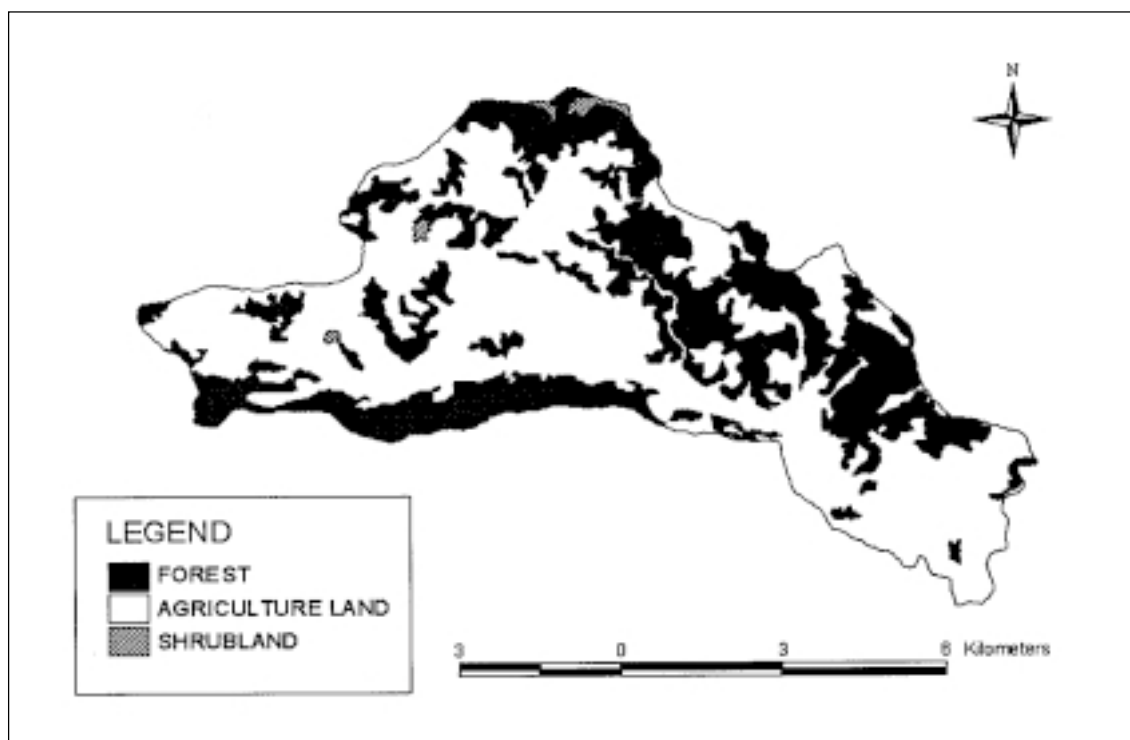 N
LEGEND
FOREST
AGRICULTURE LAND
SHRUBLAND
3 0 3 6 Kilometers